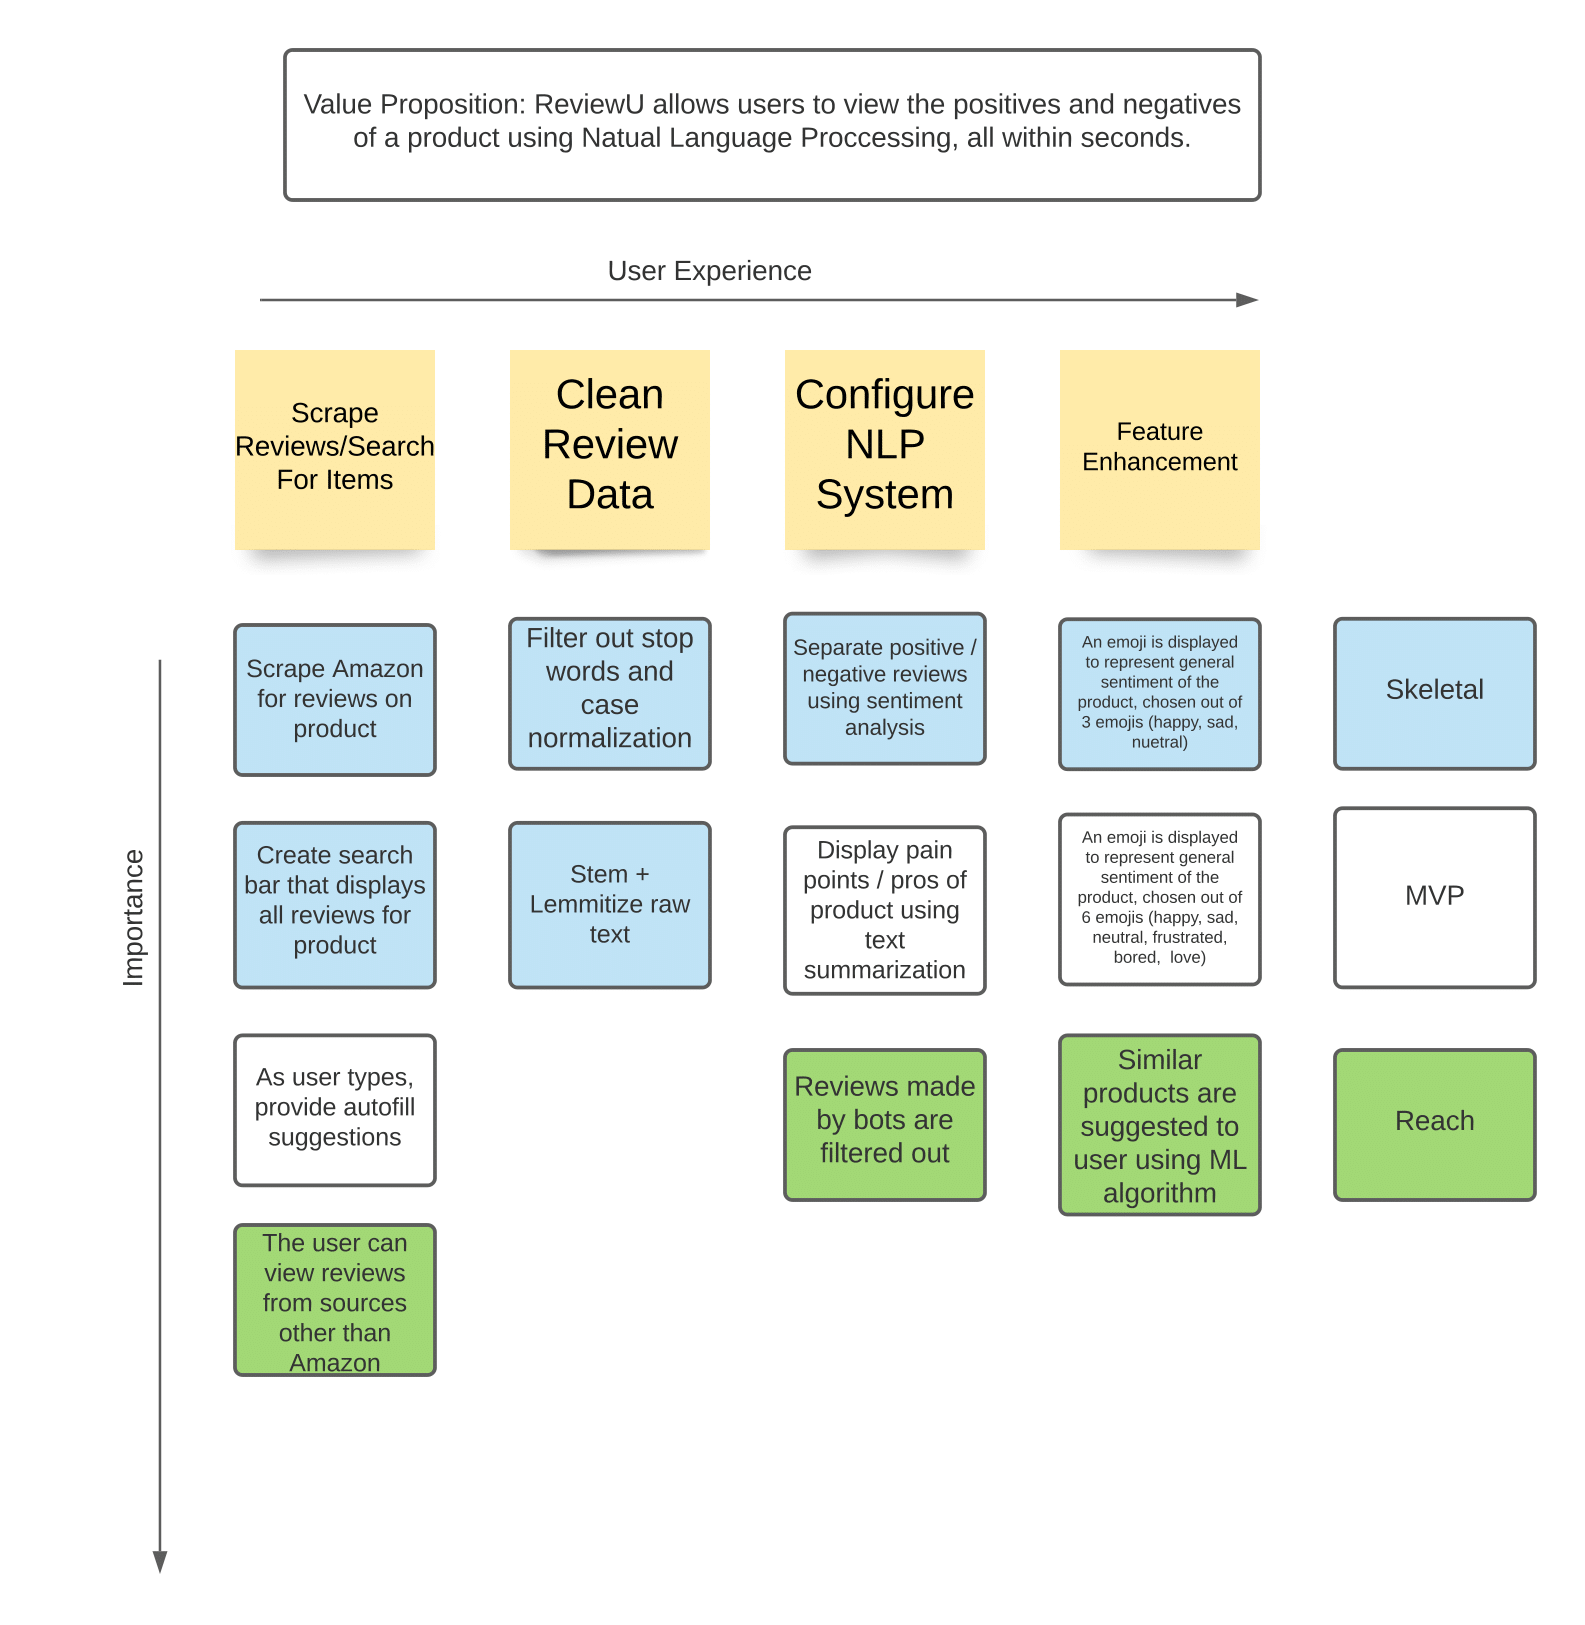 Value Proposition: ReviewU allows users to view the positives and negatives
of a product using Natual Language Proccessing, all within seconds.
User Experience
Scrape
Reviews/Search
For Items
Clean
Review
Data
Configure
NLP
System
Feature
Enhancement
Importance
Scrape Amazon
for reviews on
product
Filter out stop
words and
case
normalization
Separate positive /
negative reviews
using sentiment
analysis
An emoji is displayed
to represent general
sentiment of the
product, chosen out of
3 emojis (happy, sad,
nuetral)
Skeletal
Create search
bar that displays
all reviews for
product
Stem +
Lemmitize raw
text
Display pain
points / pros of
product using
text
summarization
An emoji is displayed
to represent general
sentiment of the
product, chosen out of
6 emojis (happy, sad,
neutral, frustrated,
bored, love)
MVP
As user types,
provide autofill
suggestions
Reviews made
by bots are
filtered out
Similar
products are
suggested to
user using ML
algorithm
Reach
The user can
view reviews
from sources
other than
Amazon